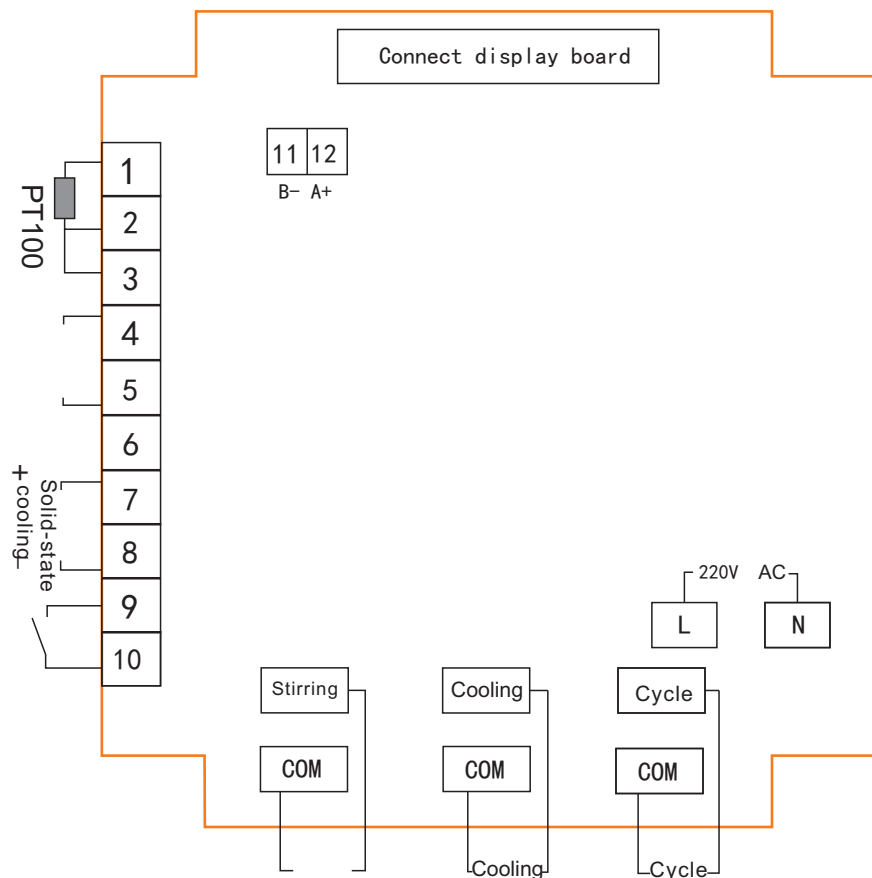 Connect display board
11 12
B- A+
PT100
1
2
3
4
5
6
7
8
9
10
Solid-state
+cooling-
220V AC
L N
Stirring Cooling Cycle
COM COM COM
Cooling Cycle